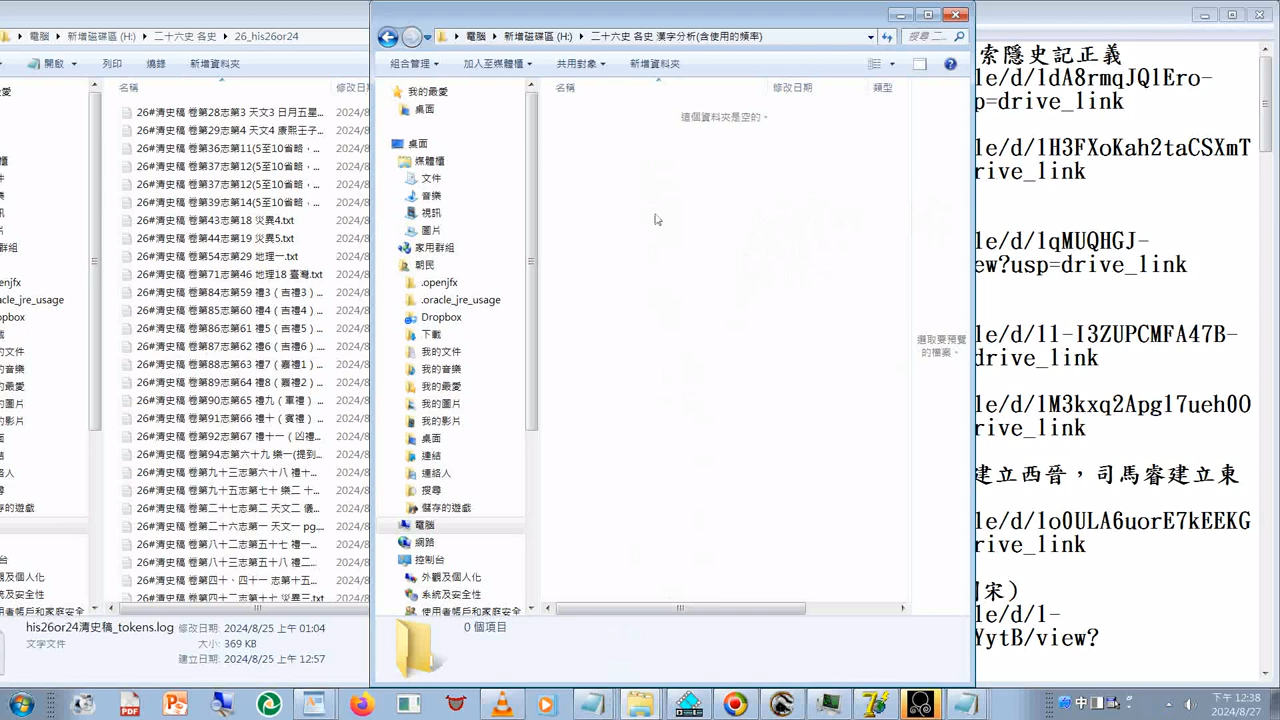 電腦 ▸ 新增磁碟區 (H:) ▸ 二十六史 各史 ▸ 26_his26or24
開啟 列印 燒錄 新增資料夾
名稱 修改日
26#清史稿 卷第28志第3 天文3 日月五星...
26#清史稿 卷第29志第4 天文4 康熙壬子...
26#清史稿 卷第36志第11(5至10省略，...
26#清史稿 卷第37志第12(5至10省略，...
26#清史稿 卷第37志第12(5至10省略，...
26#清史稿 卷第39志第14(5至10省略，...
26#清史稿 卷第43志第18 災異4.txt
26#清史稿 卷第44志第19 災異5.txt
26#清史稿 卷第54志第29 地理一.txt
26#清史稿 卷第71志第46 地理18 臺灣.txt
26#清史稿 卷第84志第59 禮3（吉禮3）...
26#清史稿 卷第85志第60 禮4（吉禮4）...
26#清史稿 卷第86志第61 禮5（吉禮5）...
26#清史稿 卷第87志第62 禮6（吉禮6）...
26#清史稿 卷第88志第63 禮7（嘉禮1）...
26#清史稿 卷第89志第64 禮8（嘉禮2）...
26#清史稿 卷第90志第65 禮九（軍禮）...
26#清史稿 卷第91志第66 禮十（賓禮）...
26#清史稿 卷第92志第67 禮十一（凶禮...
26#清史稿 卷第94志第六十九 樂一(提到...
26#清史稿 卷第九十三志第六十八 禮十...
26#清史稿 卷第九十五志第七十 樂二 十...
26#清史稿 卷第二十七志第二 天文二 儀...
26#清史稿 卷第二十六志第一 天文一 pg...
26#清史稿 卷第八十二志第五十七 禮一...
26#清史稿 卷第八十三志第五十八 禮二...
26#清史稿 卷第四十、四十一 志第十五...
2024/8
his26or24清史稿_tokens.log 修改日期: 2024/8/25 上午 01:04
文字文件 大小: 369 KB
建立日期: 2024/8/25 上午 12:57
電腦 ▸ 新增磁碟區 (H:) ▸ 二十六史 各史 漢字分析(含使用的頻率)
搜尋 二...
組合管理 加入至媒體櫃 共用對象 新增資料夾
名稱 修改日期 類型
這個資料夾是空的。
我的最愛
桌面
桌面
媒體櫃
文件
音樂
視訊
圖片
家用群組
朝民
.openjfx
.oracle_jre_usage
Dropbox
下載
我的文件
我的音樂
我的最愛
我的圖片
我的影片
桌面
連結
連絡人
搜尋
儲存的遊戲
電腦
網路
控制台
外觀及個人化
系統及安全性
使用者帳戶和家庭安全
選取要預覽
的檔案。
0 個項目
索隱史記正義
le/d/1dA8rmqJQ1Ero-
p=drive_link
le/d/1H3FXoKah2taCSXmT
rive_link
le/d/1qMUQHGJ-
ew?usp=drive_link
le/d/11-I3ZUPCMFA47B-
drive_link
le/d/1M3kxq2Apg17ueh0O
rive_link
建立西晉，司馬睿建立東
le/d/1o0ULA6uorE7kEEKG
rive_link
宋）
le/d/1-
YytB/view?
中
下午 12:38
2024/8/27